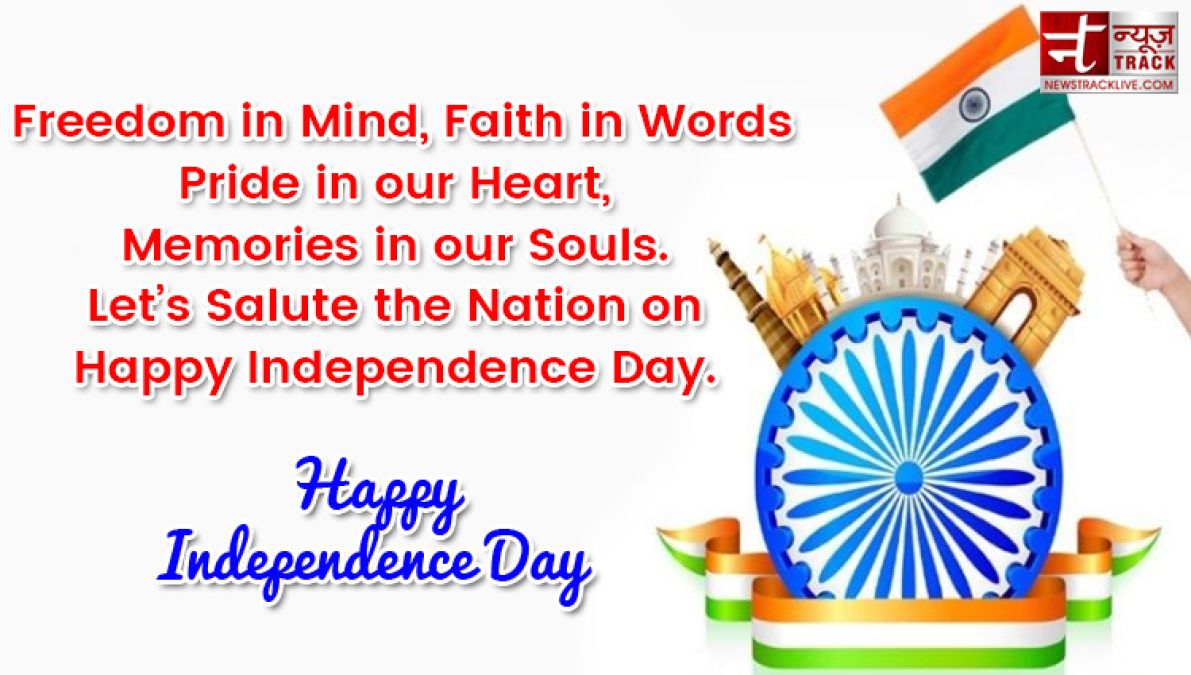 न्यूज़
TRACK
NEWSTRACKLIVE.COM
Freedom in Mind, Faith in Words
Pride in our Heart,
Memories in our Souls.
Let's Salute the Nation on
Happy Independence Day.
Happy
Independence Day